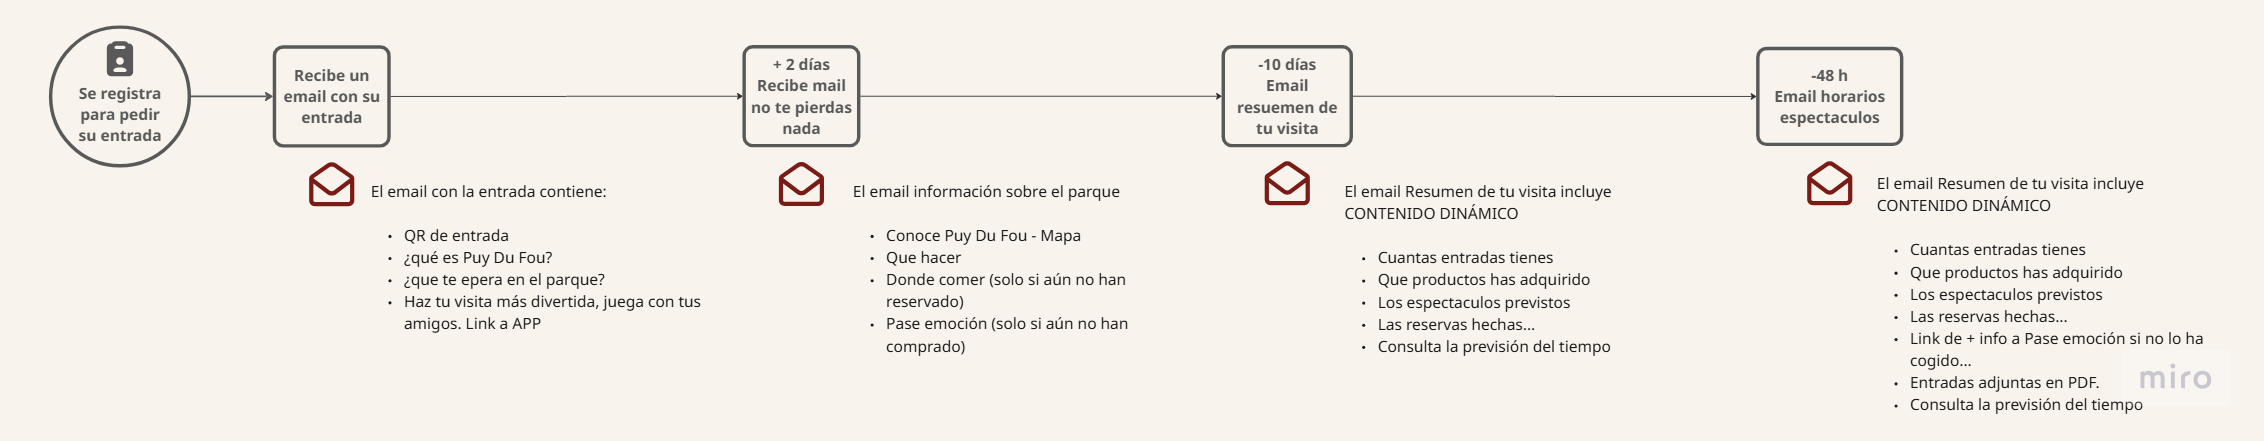 Se registra
para pedir
su entrada
Recibe un
email con su
entrada
+ 2 días
Recibe mail
no te pierdas
nada
-10 días
Email
resuemen de
tu visita
-48 h
Email horarios
espectaculos
El email con la entrada contiene:
• QR de entrada
• ¿qué es Puy Du Fou?
• ¿que te epera en el parque?
• Haz tu visita más divertida, juega con tus
amigos. Link a APP
El email información sobre el parque
• Conoce Puy Du Fou - Mapa
• Que hacer
• Donde comer (solo si aún no han
reservado)
• Pase emoción (solo si aún no han
comprado)
El email Resumen de tu visita incluye
CONTENIDO DINÁMICO
• Cuantas entradas tienes
• Que productos has adquirido
• Los espectaculos previstos
• Las reservas hechas...
• Consulta la previsión del tiempo
El email Resumen de tu visita incluye
CONTENIDO DINÁMICO
• Cuantas entradas tienes
• Que productos has adquirido
• Los espectaculos previstos
• Las reservas hechas...
• Link de + info a Pase emoción si no lo ha
cogido...
• Entradas adjuntas en PDF.
• Consulta la previsión del tiempo
miro